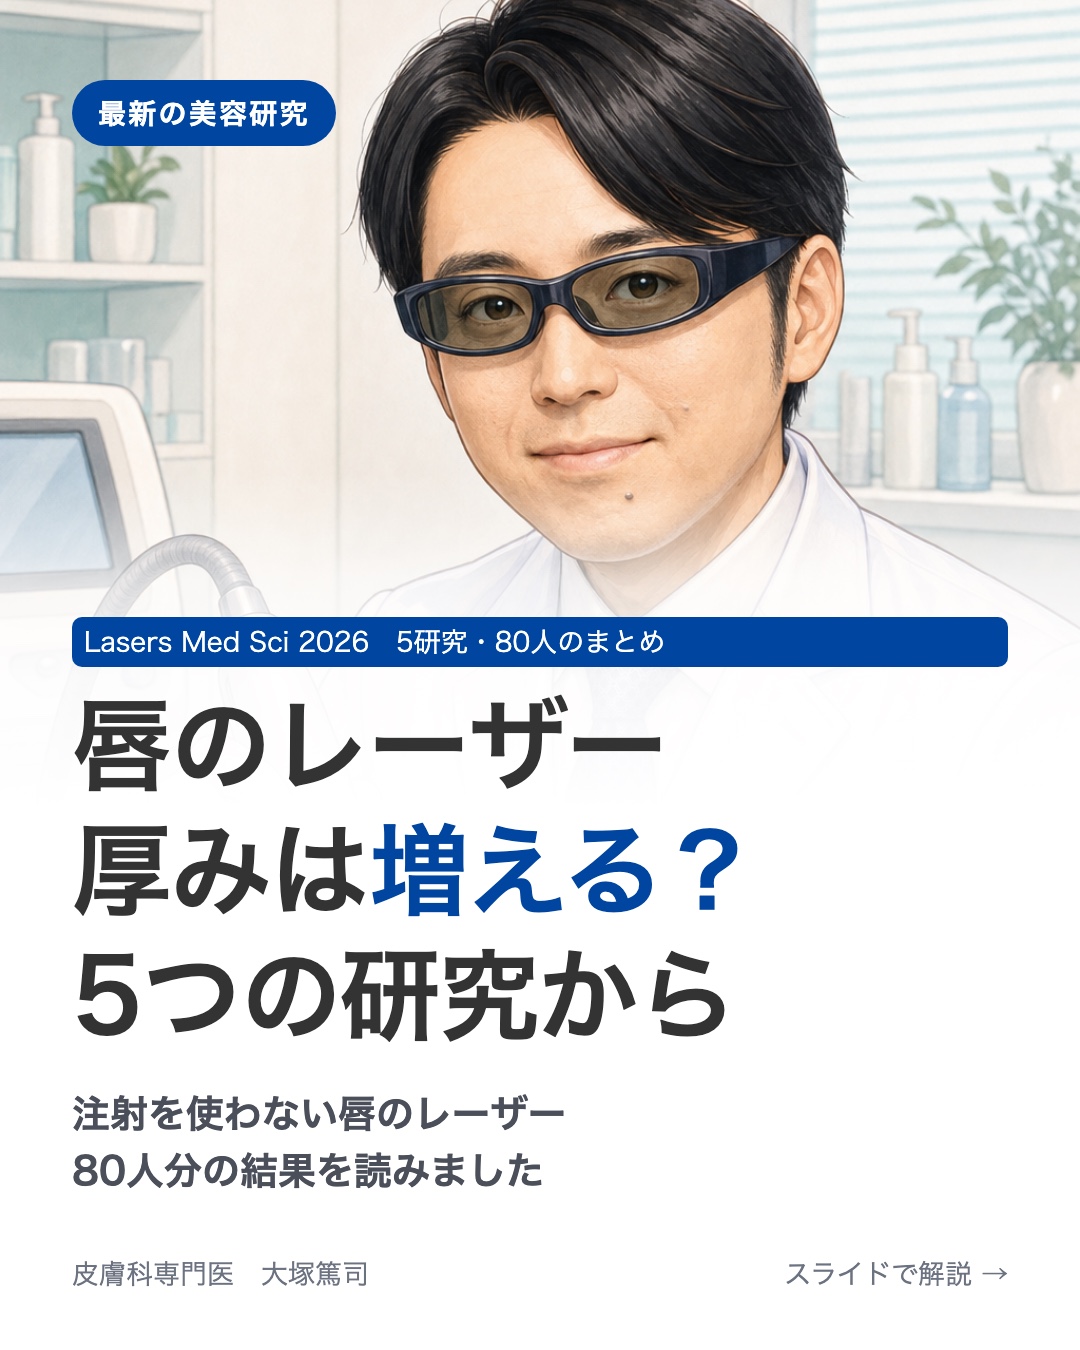 最新の美容研究
Lasers Med Sci 2026　5研究・80人のまとめ
唇のレーザー
厚みは増える？
5つの研究から
注射を使わない唇のレーザー
80人分の結果を読みました
皮膚科専門医　大塚篤司
スライドで解説 →